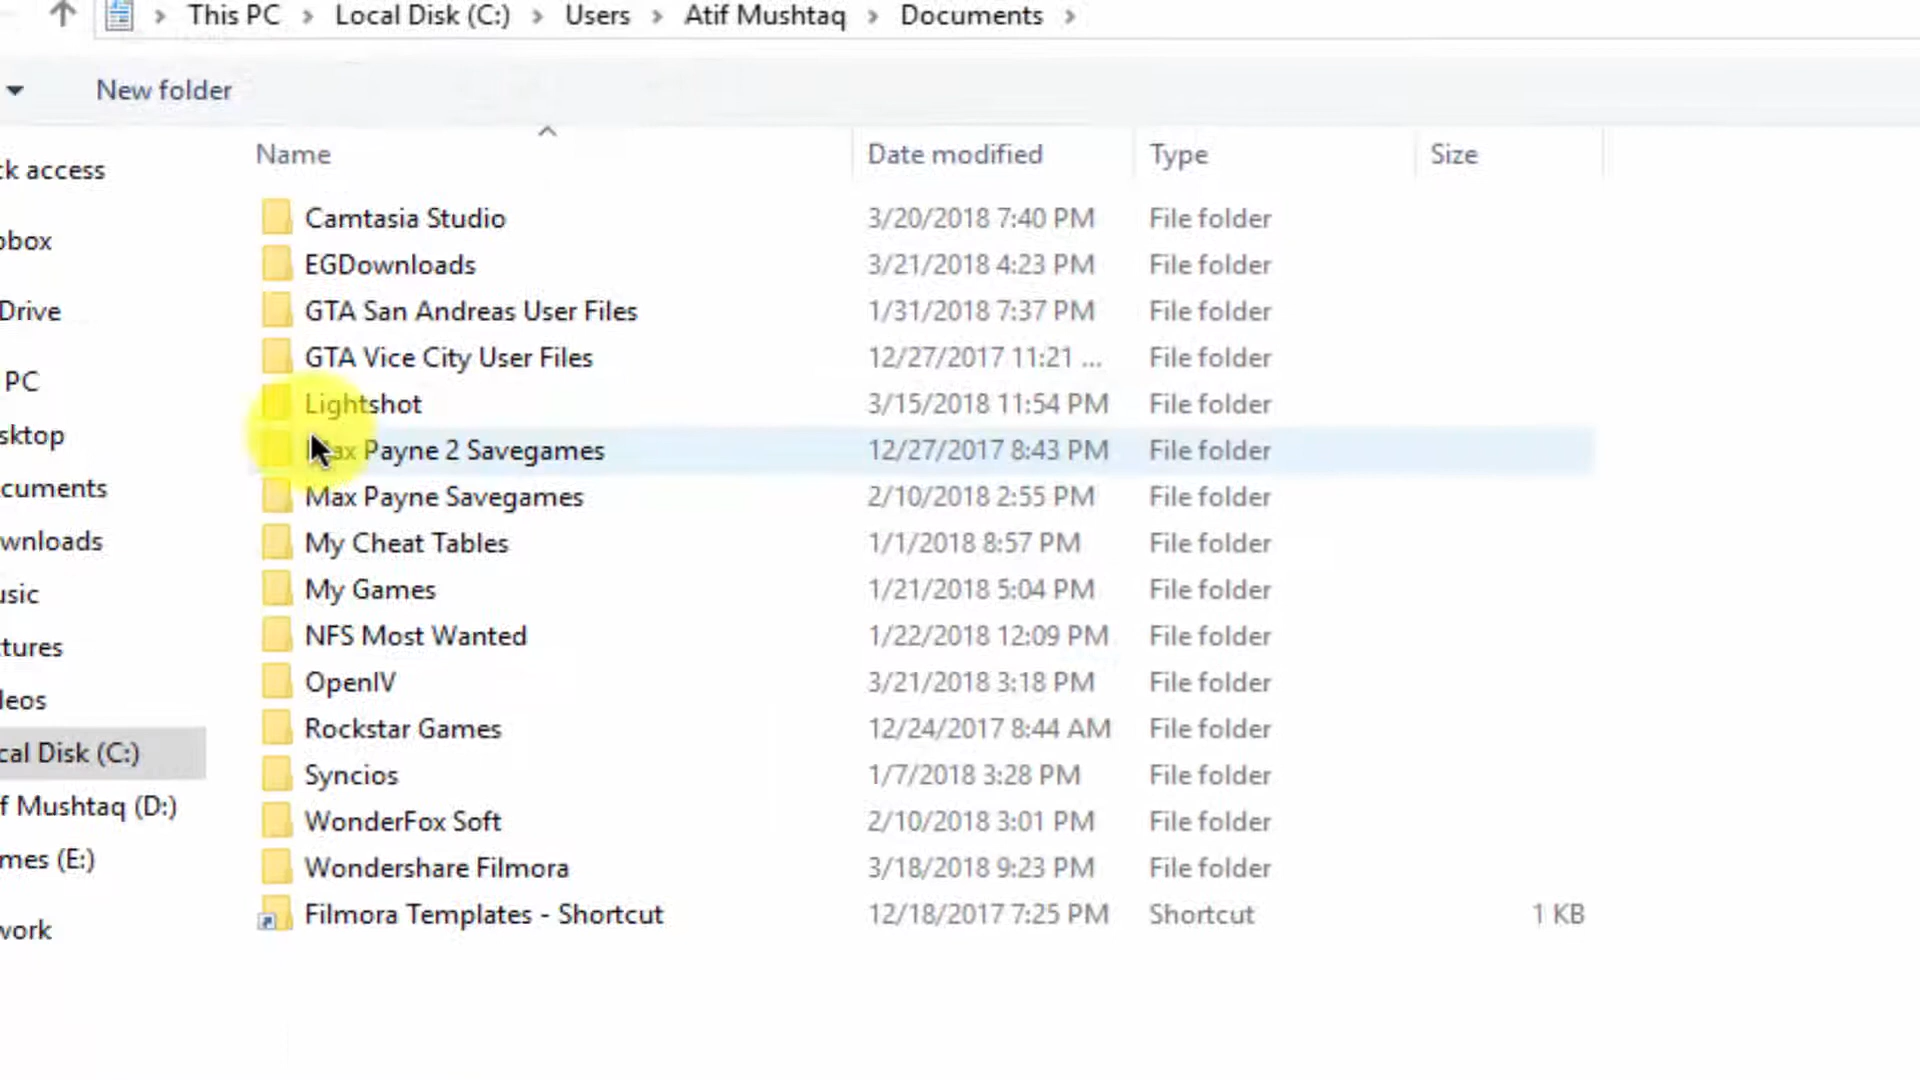 This PC > Local Disk (C:) > Users > Atif Mushtaq > Documents >
New folder
Name Date modified Type Size
ck access
obox
Drive
PC
sktop
cuments
wnloads
usic
tures
leos
cal Disk (C:)
f Mushtaq (D:)
mes (E:)
work
Camtasia Studio 3/20/2018 7:40 PM File folder
EGDownloads 3/21/2018 4:23 PM File folder
GTA San Andreas User Files 1/31/2018 7:37 PM File folder
GTA Vice City User Files 12/27/2017 11:21 ... File folder
Lightshot 3/15/2018 11:54 PM File folder
Max Payne 2 Savegames 12/27/2017 8:43 PM File folder
Max Payne Savegames 2/10/2018 2:55 PM File folder
My Cheat Tables 1/1/2018 8:57 PM File folder
My Games 1/21/2018 5:04 PM File folder
NFS Most Wanted 1/22/2018 12:09 PM File folder
OpenIV 3/21/2018 3:18 PM File folder
Rockstar Games 12/24/2017 8:44 AM File folder
Syncios 1/7/2018 3:28 PM File folder
WonderFox Soft 2/10/2018 3:01 PM File folder
Wondershare Filmora 3/18/2018 9:23 PM File folder
Filmora Templates - Shortcut 12/18/2017 7:25 PM Shortcut 1 KB